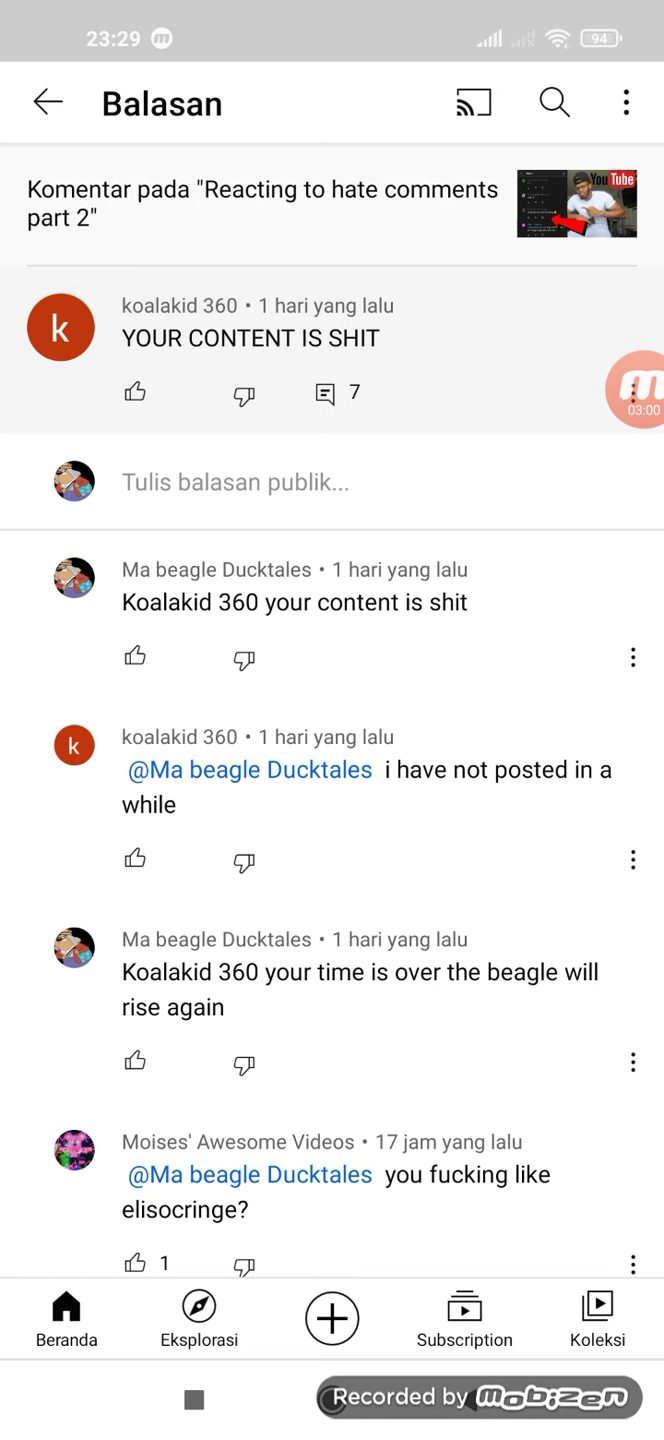 23:29
94
Balasan
Komentar pada "Reacting to hate comments
part 2"
You Tube
koalakid 360 • 1 hari yang lalu
k
YOUR CONTENT IS SHIT
7
03:00
Tulis balasan publik...
Ma beagle Ducktales • 1 hari yang lalu
Koalakid 360 your content is shit
koalakid 360 • 1 hari yang lalu
k
@Ma beagle Ducktales i have not posted in a
while
Ma beagle Ducktales • 1 hari yang lalu
Koalakid 360 your time is over the beagle will
rise again
Moises' Awesome Videos • 17 jam yang lalu
@Ma beagle Ducktales you fucking like
elisocringe?
1
Beranda
Eksplorasi
Subscription
Koleksi
Recorded by mobizen